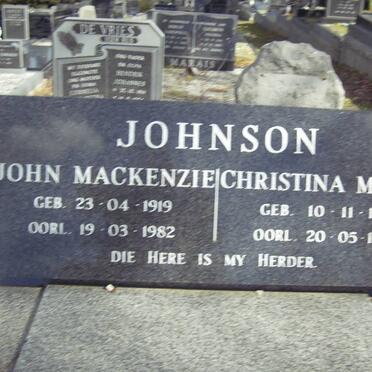 DE VRIES
MARAIS
JOHNSON
JOHN MACKENZIE
GEB. 23-04-1919
OORL. 19-03-1982
CHRISTINA M
GEB. 10-11-1
OORL. 20-05-1
DIE HERE IS MY HERDER.